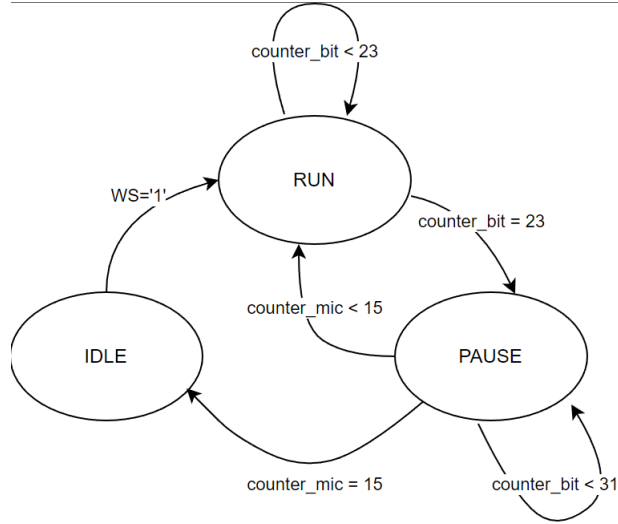 counter_bit < 23
RUN
WS='1'
counter_bit = 23
counter_mic < 15
IDLE
PAUSE
counter_mic = 15
counter_bit < 31